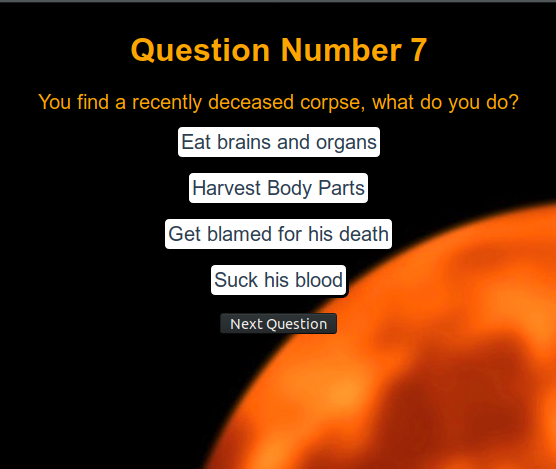 Question Number 7
You find a recently deceased corpse, what do you do?
Eat brains and organs
Harvest Body Parts
Get blamed for his death
Suck his blood
Next Question